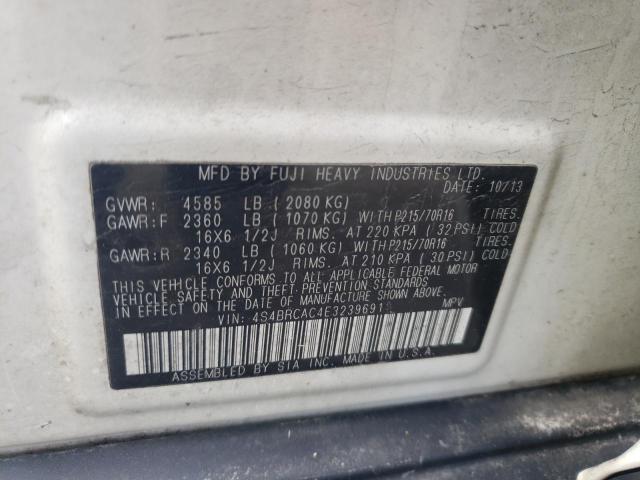 MFD BY FUJI HEAVY INDUSTRIES LTD.
DATE: 10/13
GVWR: 4585 LB ( 2080 KG)
GAWR:F 2360 LB ( 1070 KG) WITH P215/70R16 TIRES.
16X6 1/2J RIMS. AT 220 KPA ( 32 PSI) COLD
GAWR:R 2340 LB ( 1060 KG) WITH P215/70R16 TIRES.
16X6 1/2J RIMS. AT 210 KPA ( 30 PSI) COLD.
THIS VEHICLE CONFORMS TO ALL APPLICABLE FEDERAL MOTOR
VEHICLE SAFETY AND THEFT PREVENTION STANDARDS
IN EFFECT ON THE DATE OF MANUFACTURE SHOWN ABOVE.
VIN: 4S4BRCAC4E3239691 MPV
ASSEMBLED BY SIA INC. MADE IN U.S.A.